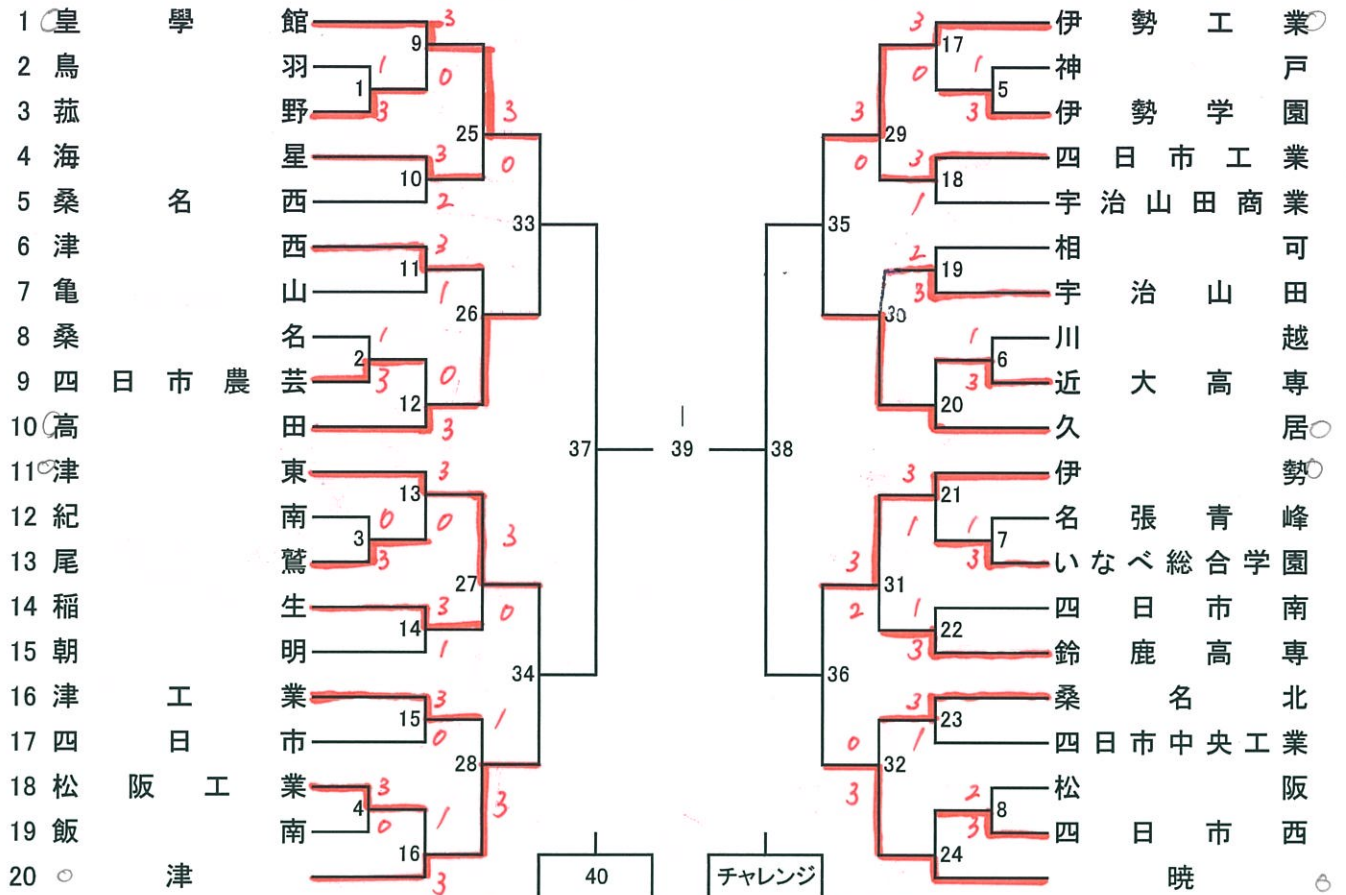 1 皇學館 3 3 伊勢工業
9 17
2 鳥羽 1 0 0 1 神戸
1 5
3 菰野 3 3 3 3 伊勢学園
25 29
4 海星 3 0 0 3 四日市工業
10 18
5 桑名西 2 1 宇治山田商業
33 35
6 津西 3 2 相可
11 19
7 亀山 1 3 宇治山田
26 30
8 桑名 1 1 川越
2 6
9 四日市農芸 3 0 3 近大高専
12 20
10 高田 3 久居
37 39 38
11 津東 3 3 伊勢
13 21
12 紀南 0 0 1 1 名張青峰
3 7
13 尾鷲 3 3 3 3 いなべ総合学園
27 31
14 稲生 3 0 2 1 四日市南
14 22
15 朝明 1 3 鈴鹿高専
34 36
16 津工業 3 3 桑名北
15 1 23
17 四日市 0 0 1 四日市中央工業
28 32
18 松阪工業 3 3 3 2 松阪
4 1 8
19 飯南 0 3 四日市西
16 24
20 津 3 暁
40 チャレンジ